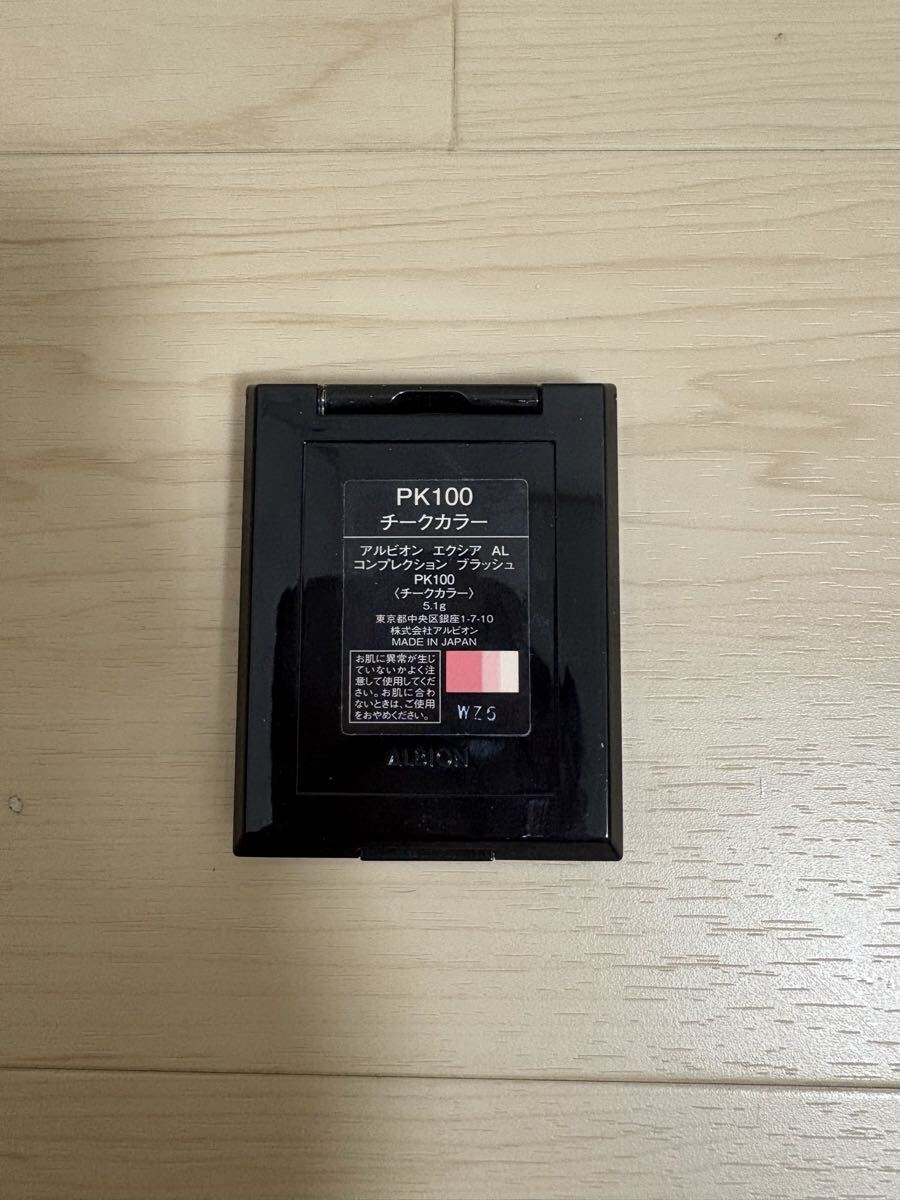 PK100
チークカラー
アルビオン エクシア AL
コンプレクション ブラッシュ
PK100
〈チークカラー〉
5.1g
東京都中央区銀座1-7-10
株式会社アルビオン
MADE IN JAPAN
お肌に異常が生じ
ていないかよく注
意して使用してくだ
さい。お肌に合わ
ないときは、ご使用
をおやめください。
WZ5
ALBION